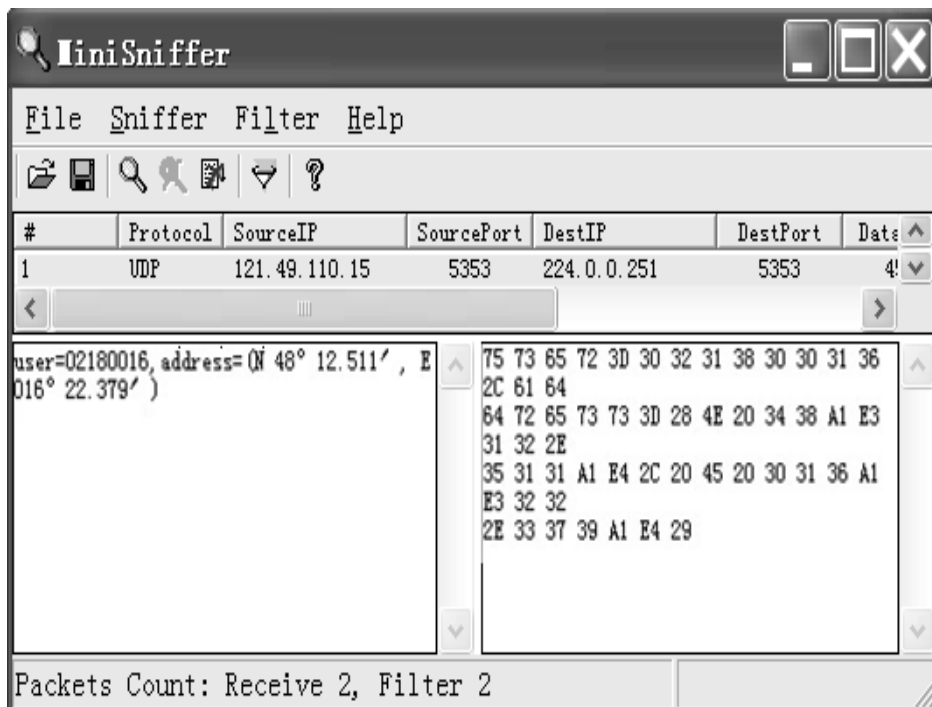 MiniSniffer
File Sniffer Filter Help
# Protocol SourceIP SourcePort DestIP DestPort Data
1 UDP 121.49.110.15 5353 224.0.0.251 5353
user=02180016,address=(N 48° 12.511′ , E
016° 22.379′ )
75 73 65 72 3D 30 32 31 38 30 30 31 36
2C 61 64
64 72 65 73 73 3D 28 4E 20 34 38 A1 E3
31 32 2E
35 31 31 A1 E4 2C 20 45 20 30 31 36 A1
E3 32 32
2E 33 37 39 A1 E4 29
Packets Count: Receive 2, Filter 2